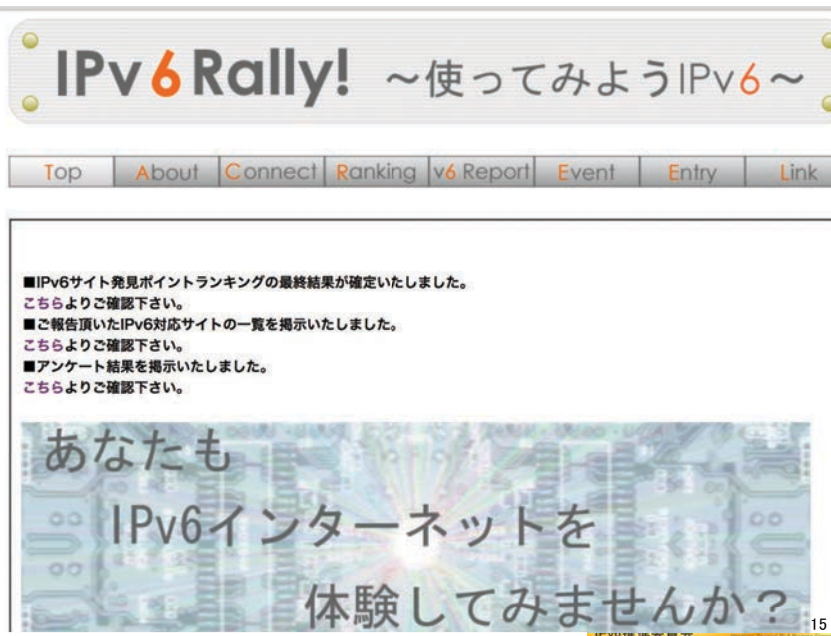 IPv6 Rally! ～使ってみようIPv6～
Top About Connect Ranking v6 Report Event Entry Link
■IPv6サイト発見ポイントランキングの最終結果が確定いたしました。
こちらよりご確認下さい。
■ご報告頂いたIPv6対応サイトの一覧を掲示いたしました。
こちらよりご確認下さい。
■アンケート結果を掲示いたしました。
こちらよりご確認下さい。
あなたも
IPv6インターネットを
体験してみませんか？
15